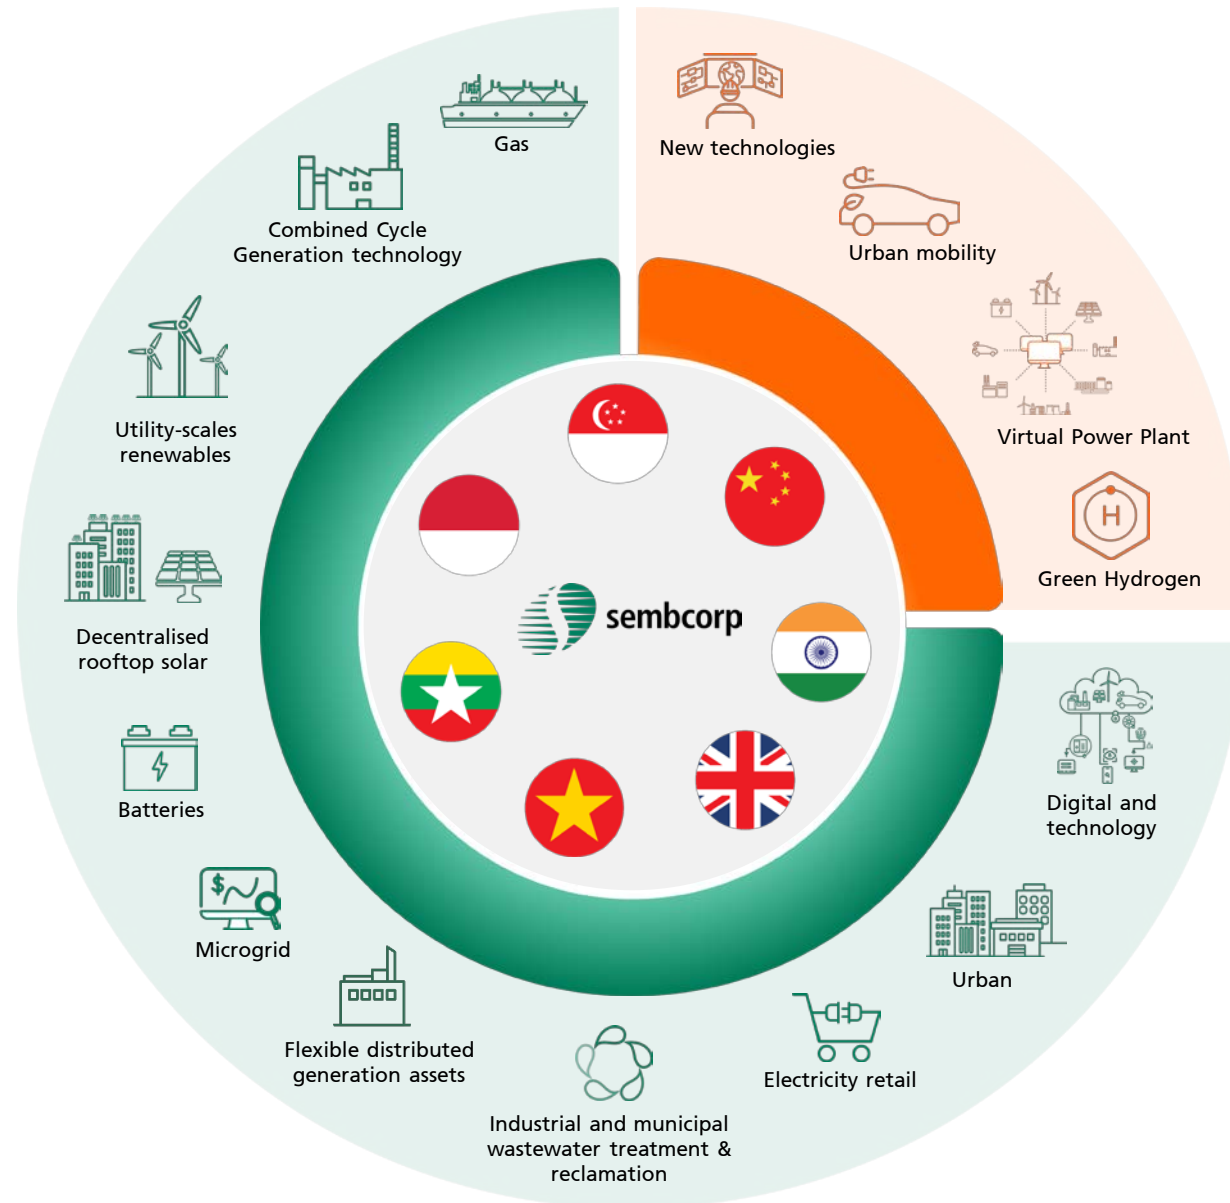 Gas
New technologies
Combined Cycle
Generation technology
Urban mobility
Utility-scales
renewables
Virtual Power Plant
H
Green Hydrogen
sembcorp
Decentralised
rooftop solar
Batteries
Digital and
technology
$
Microgrid
Urban
Flexible distributed
generation assets
Electricity retail
Industrial and municipal
wastewater treatment &
reclamation